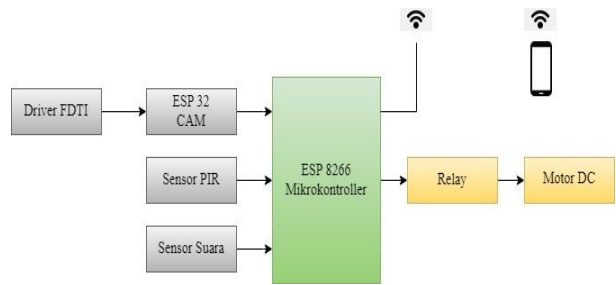 Driver FDTI
ESP 32
CAM
Sensor PIR
Sensor Suara
ESP 8266
Mikrokontroller
Relay
Motor DC